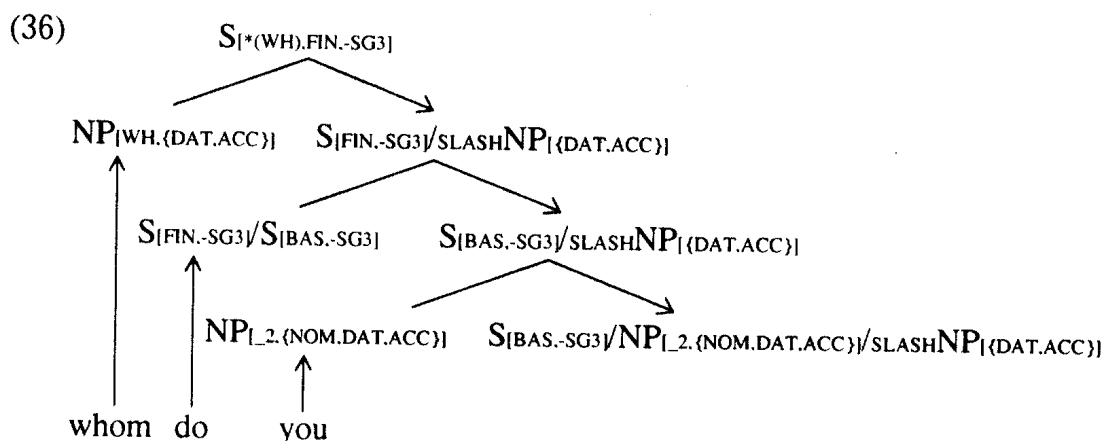 (36)
S[*(WH).FIN.-SG3]
NP[WH.{DAT.ACC}] S[FIN.-SG3]/SLASHNP[{DAT.ACC}]
S[FIN.-SG3]/S[BAS.-SG3] S[BAS.-SG3]/SLASHNP[{DAT.ACC}]
NP[_2.{NOM.DAT.ACC}] S[BAS.-SG3]/NP[_2.{NOM.DAT.ACC}]/SLASHNP[{DAT.ACC}]
whom do you